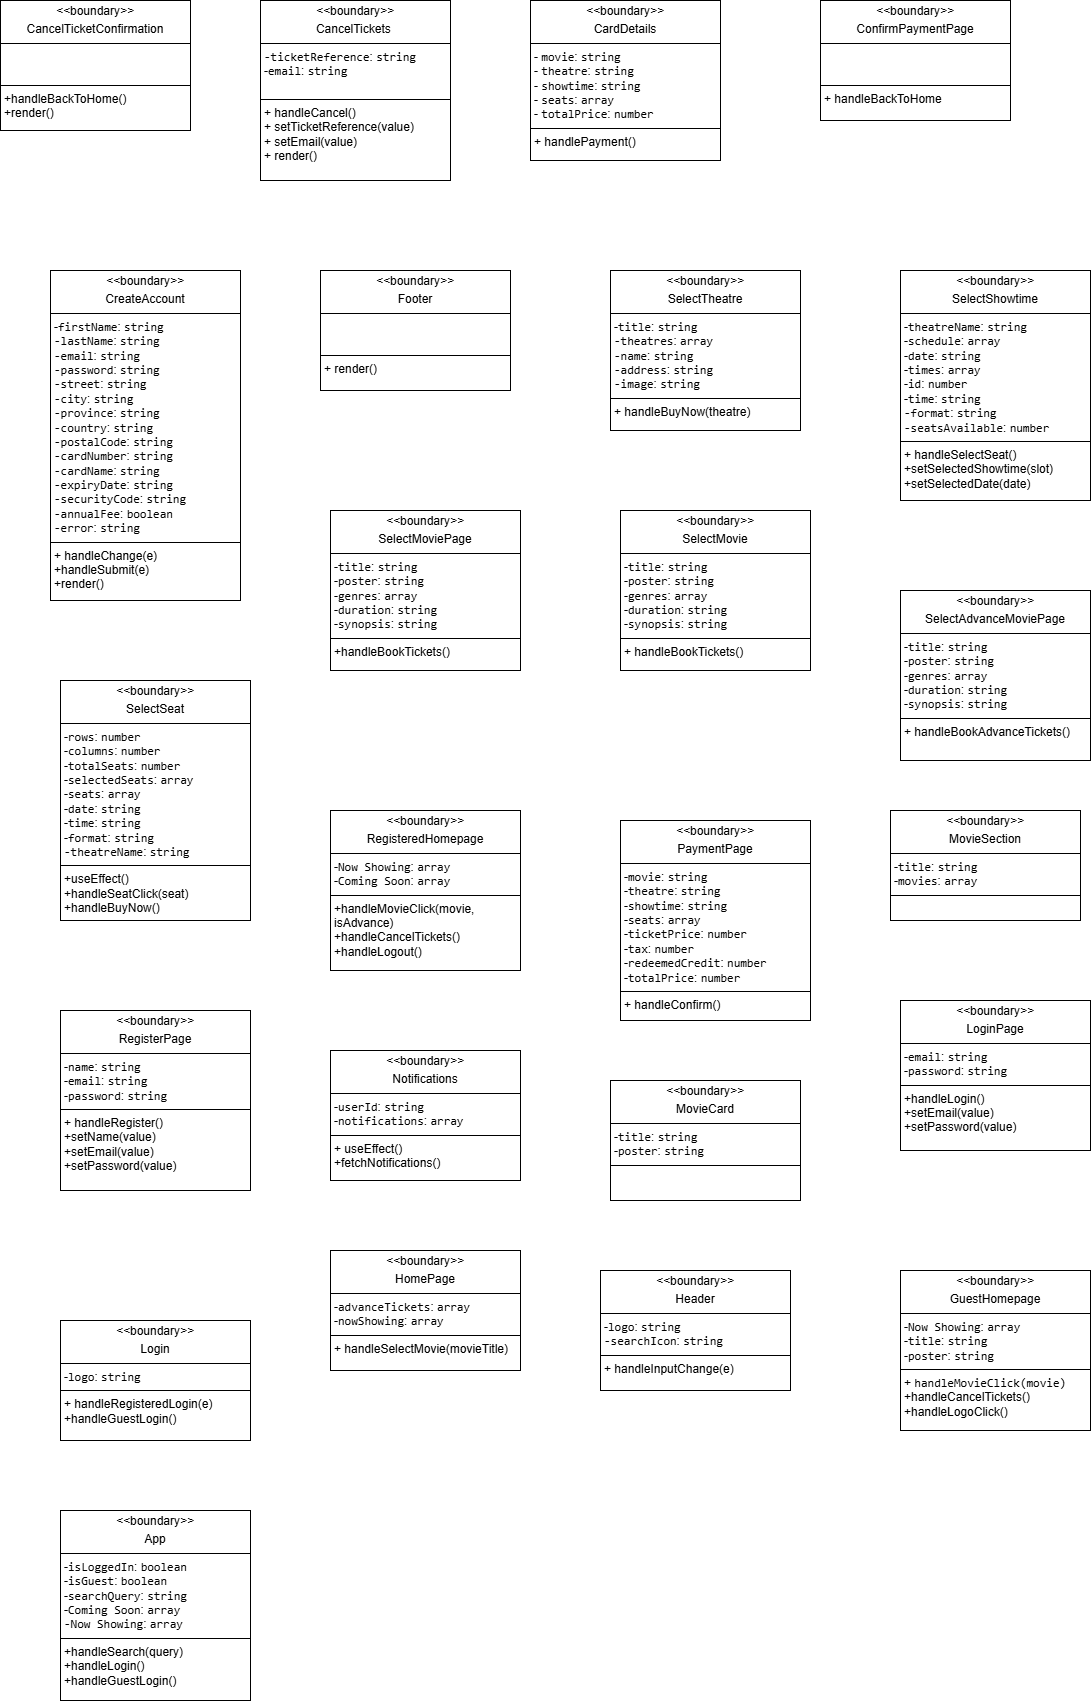 <<boundary>>
CancelTicketConfirmation
+handleBackToHome()
+render()
<<boundary>>
CancelTickets
-ticketReference: string
-email: string
+ handleCancel()
+ setTicketReference(value)
+ setEmail(value)
+ render()
<<boundary>>
CardDetails
- movie: string
- theatre: string
- showtime: string
- seats: array
- totalPrice: number
+ handlePayment()
<<boundary>>
ConfirmPaymentPage
+ handleBackToHome
<<boundary>>
CreateAccount
-firstName: string
-lastName: string
-email: string
-password: string
-street: string
-city: string
-province: string
-country: string
-postalCode: string
-cardNumber: string
-cardName: string
-expiryDate: string
-securityCode: string
-annualFee: boolean
-error: string
+ handleChange(e)
+handleSubmit(e)
+render()
<<boundary>>
Footer
+ render()
<<boundary>>
SelectTheatre
-title: string
-theatres: array
-name: string
-address: string
-image: string
+ handleBuyNow(theatre)
<<boundary>>
SelectShowtime
-theatreName: string
-schedule: array
-date: string
-times: array
-id: number
-time: string
-format: string
-seatsAvailable: number
+ handleSelectSeat()
+setSelectedShowtime(slot)
+setSelectedDate(date)
<<boundary>>
SelectMoviePage
-title: string
-poster: string
-genres: array
-duration: string
-synopsis: string
+handleBookTickets()
<<boundary>>
SelectMovie
-title: string
-poster: string
-genres: array
-duration: string
-synopsis: string
+ handleBookTickets()
<<boundary>>
SelectAdvanceMoviePage
-title: string
-poster: string
-genres: array
-duration: string
-synopsis: string
+ handleBookAdvanceTickets()
<<boundary>>
SelectSeat
-rows: number
-columns: number
-totalSeats: number
-selectedSeats: array
-seats: array
-date: string
-time: string
-format: string
-theatreName: string
+useEffect()
+handleSeatClick(seat)
+handleBuyNow()
<<boundary>>
RegisteredHomepage
-Now Showing: array
-Coming Soon: array
+handleMovieClick(movie,
isAdvance)
+handleCancelTickets()
+handleLogout()
<<boundary>>
PaymentPage
-movie: string
-theatre: string
-showtime: string
-seats: array
-ticketPrice: number
-tax: number
-redeemedCredit: number
-totalPrice: number
+ handleConfirm()
<<boundary>>
MovieSection
-title: string
-movies: array
<<boundary>>
RegisterPage
-name: string
-email: string
-password: string
+ handleRegister()
+setName(value)
+setEmail(value)
+setPassword(value)
<<boundary>>
Notifications
-userId: string
-notifications: array
+ useEffect()
+fetchNotifications()
<<boundary>>
MovieCard
-title: string
-poster: string
<<boundary>>
LoginPage
-email: string
-password: string
+handleLogin()
+setEmail(value)
+setPassword(value)
<<boundary>>
Login
-logo: string
+ handleRegisteredLogin(e)
+handleGuestLogin()
<<boundary>>
HomePage
-advanceTickets: array
-nowShowing: array
+ handleSelectMovie(movieTitle)
<<boundary>>
Header
-logo: string
-searchIcon: string
+ handleInputChange(e)
<<boundary>>
GuestHomepage
-Now Showing: array
-title: string
-poster: string
+ handleMovieClick(movie)
+handleCancelTickets()
+handleLogoClick()
<<boundary>>
App
-isLoggedIn: boolean
-isGuest: boolean
-searchQuery: string
-Coming Soon: array
-Now Showing: array
+handleSearch(query)
+handleLogin()
+handleGuestLogin()